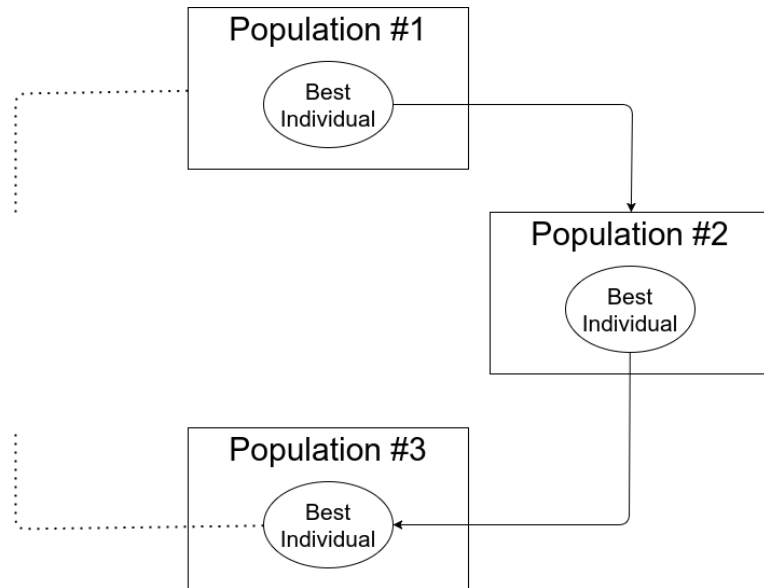 Population #1
Best
Individual
Population #2
Best
Individual
Population #3
Best
Individual